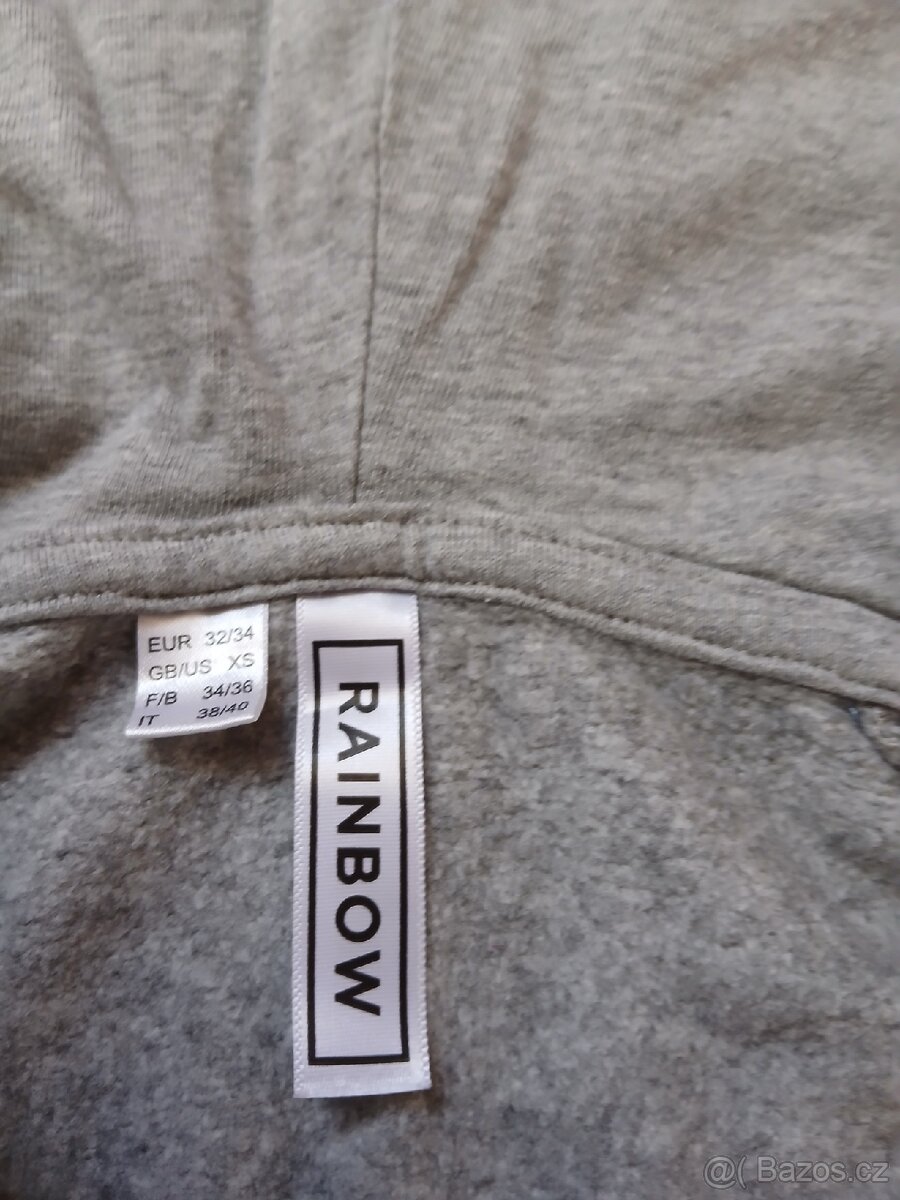 EUR 32/34
GB/US XS
F/B 34/36
IT 38/40
RAINBOW
@( Bazos.cz